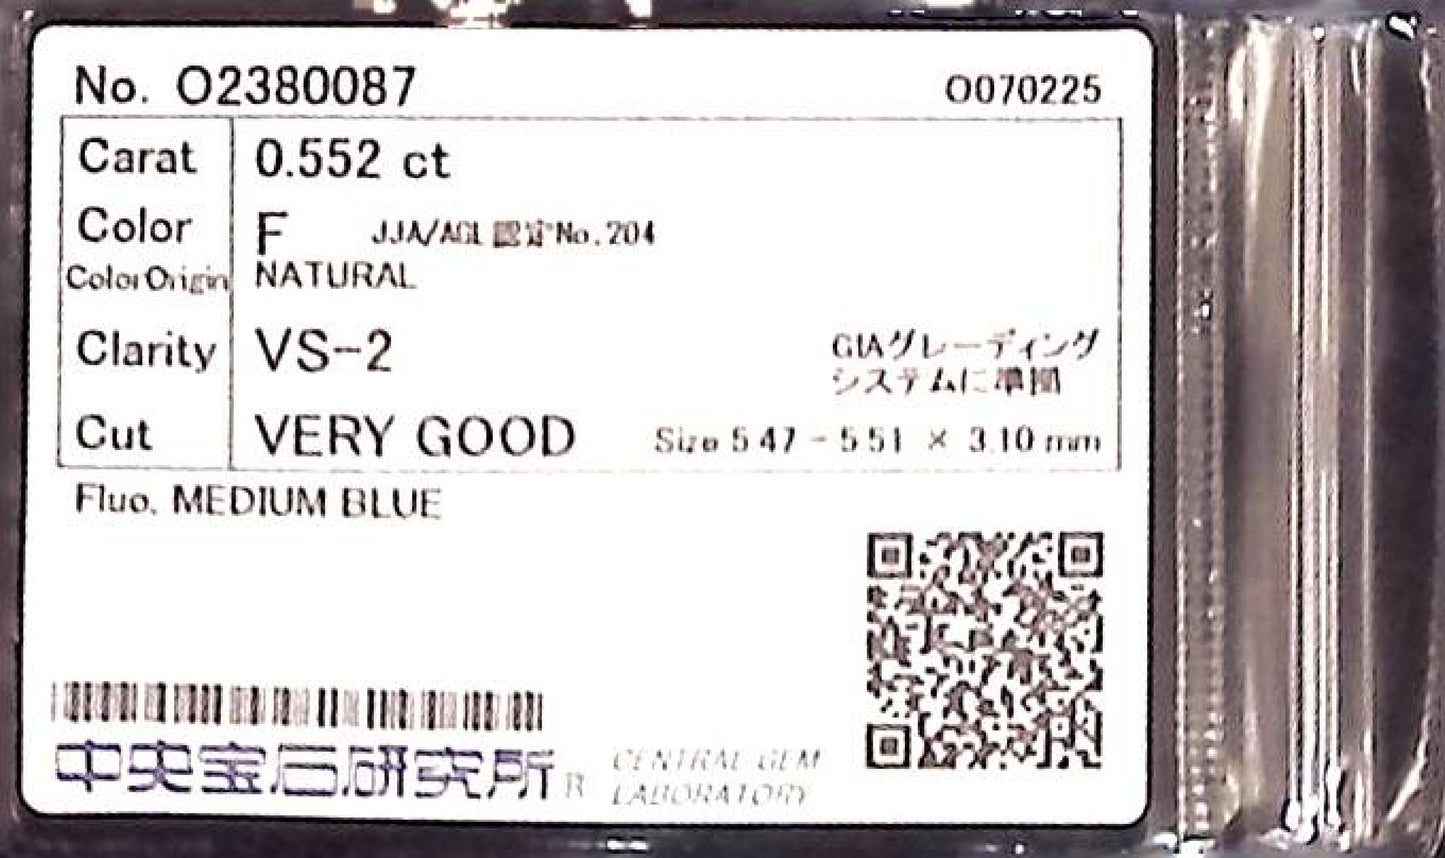 No. O2380087 O070225
Carat 0.552 ct
Color F JJA/AGL 認定No.204
Color Origin NATURAL
Clarity VS-2 GIAグレーディング
システムに準拠
Cut VERY GOOD Size 5.47 - 5.51 × 3.10 mm
Fluo. MEDIUM BLUE
中央宝石研究所® CENTRAL GEM
LABORATORY